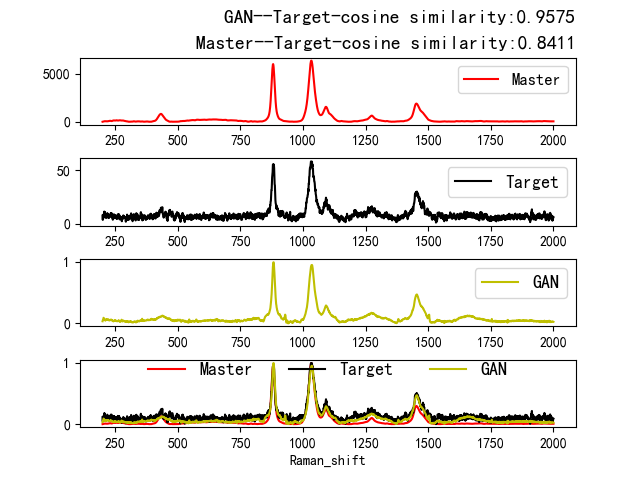 GAN--Target-cosine similarity:0.9575
Master--Target-cosine similarity:0.8411
5000
0
Master
250 500 750 1000 1250 1500 1750 2000
50
0
Target
250 500 750 1000 1250 1500 1750 2000
1
0
GAN
250 500 750 1000 1250 1500 1750 2000
1
0
Master Target GAN
250 500 750 1000 1250 1500 1750 2000
Raman_shift